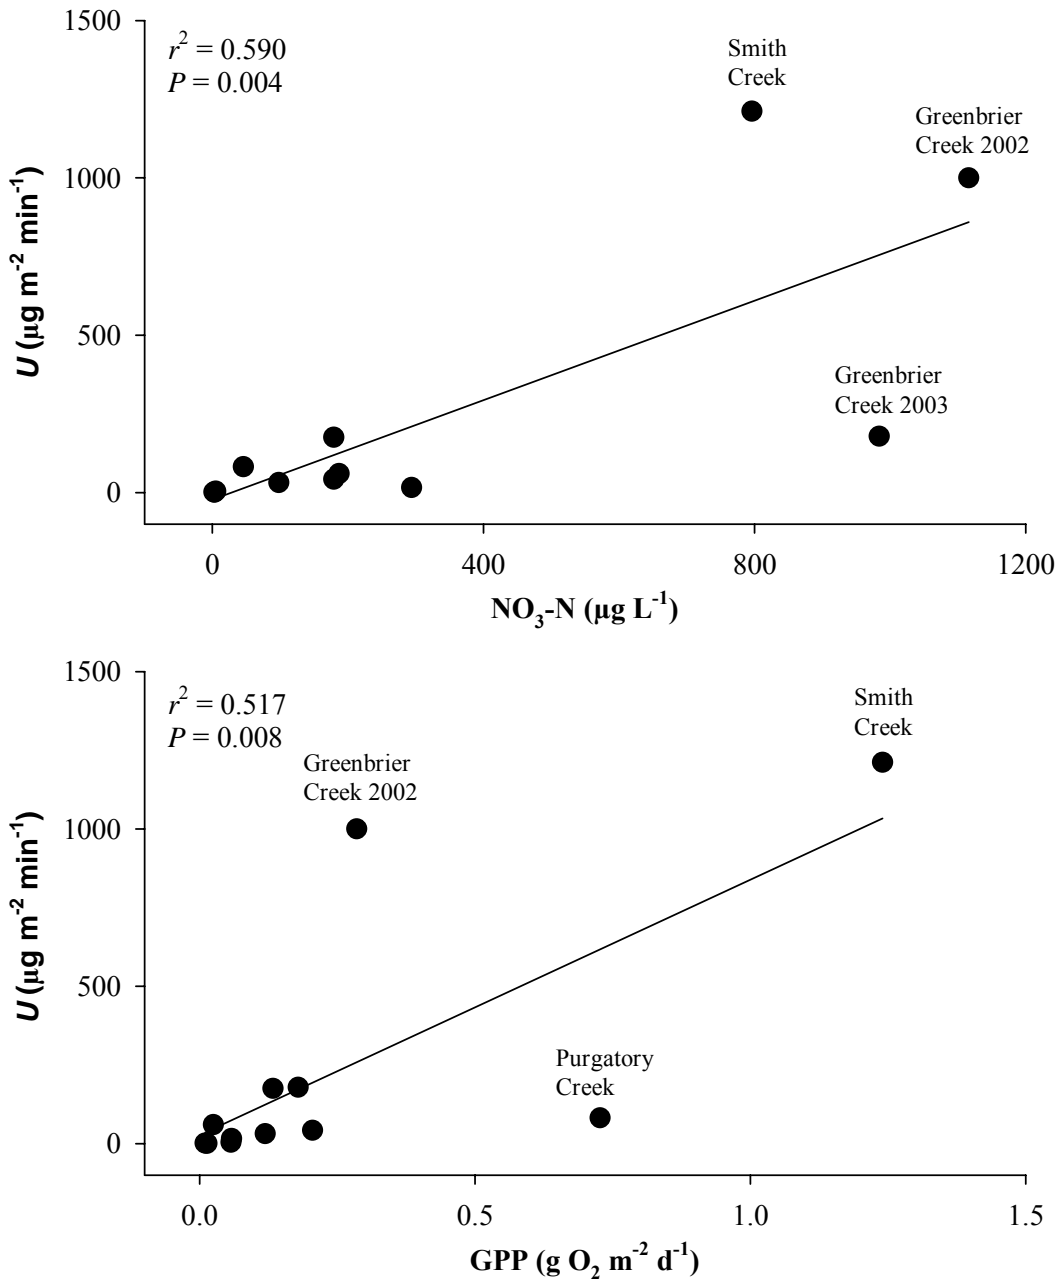 1500
1000
500
0
U (µg m⁻² min⁻¹)
r² = 0.590
P = 0.004
Smith
Creek
Greenbrier
Creek 2002
Greenbrier
Creek 2003
0 400 800 1200
NO₃-N (µg L⁻¹)
1500
1000
500
0
U (µg m⁻² min⁻¹)
r² = 0.517
P = 0.008
Greenbrier
Creek 2002
Smith
Creek
Purgatory
Creek
0.0 0.5 1.0 1.5
GPP (g O₂ m⁻² d⁻¹)